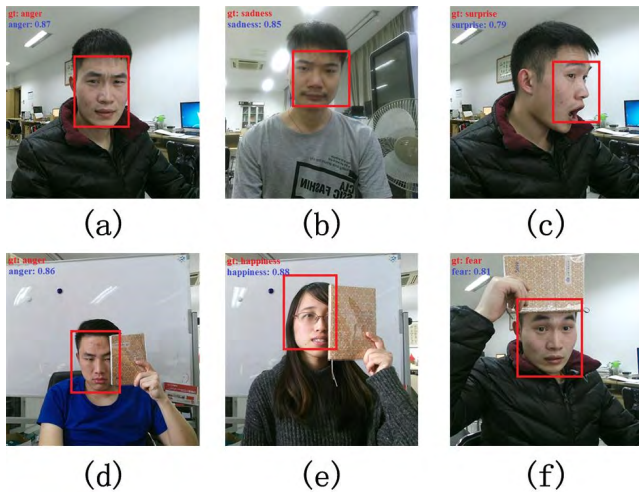 gt: anger
anger: 0.87
gt: sadness
sadness: 0.85
gt: surprise
surprise: 0.79
(a)
(b)
(c)
gt: anger
anger: 0.86
gt: happiness
happiness: 0.88
gt: fear
fear: 0.81
(d)
(e)
(f)